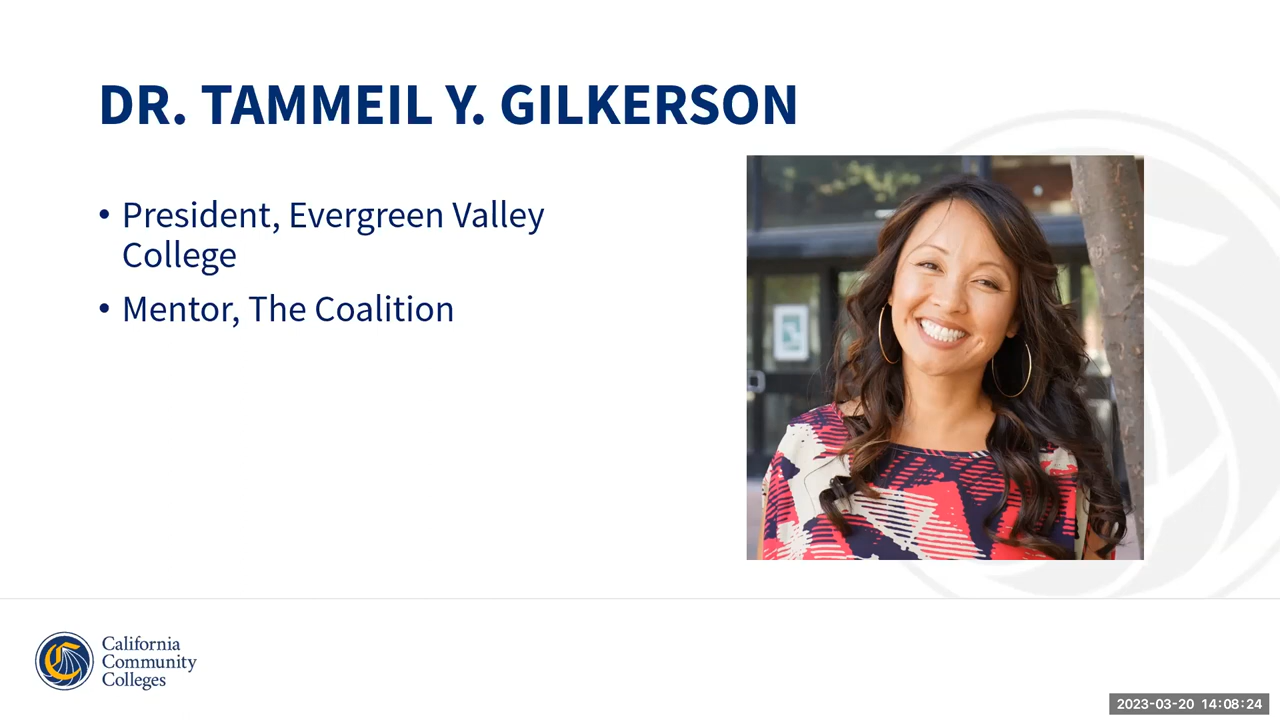 DR. TAMMEIL Y. GILKERSON
• President, Evergreen Valley
College
• Mentor, The Coalition
California
Community
Colleges
2023-03-20 14:08:24